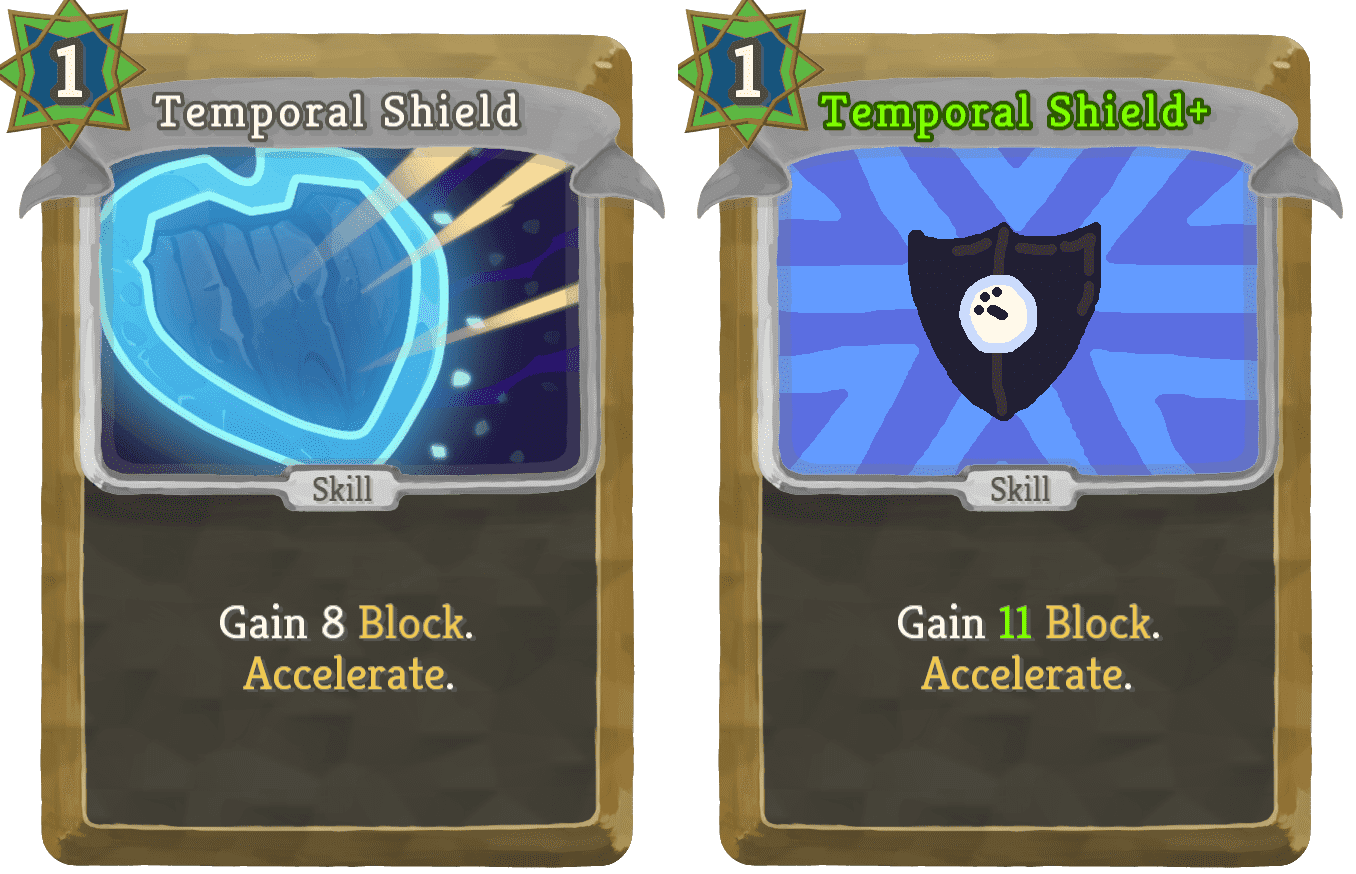 1
Temporal Shield
Skill
Gain 8 Block.
Accelerate.
1
Temporal Shield+
Skill
Gain 11 Block.
Accelerate.